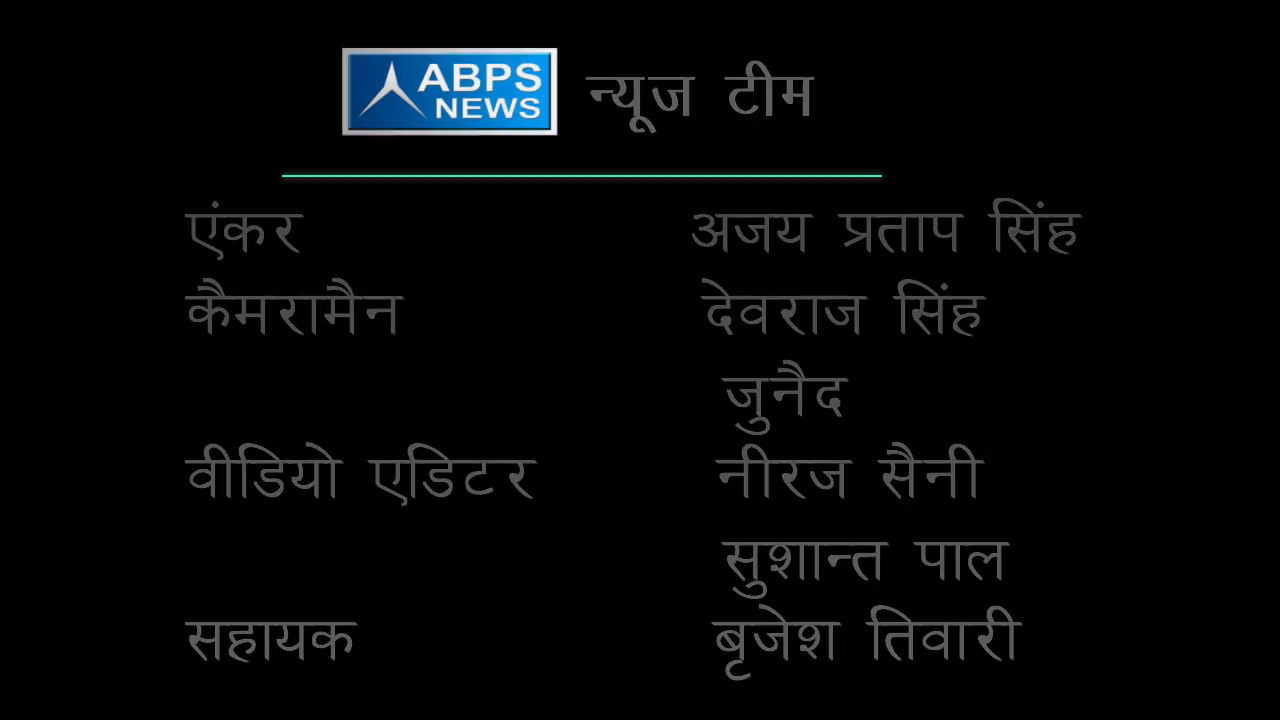 ABPS NEWS न्यूज टीम
एंकर अजय प्रताप सिंह
कैमरामैन देवराज सिंह
जुनैद
वीडियो एडिटर नीरज सैनी
सुशान्त पाल
सहायक बृजेश तिवारी